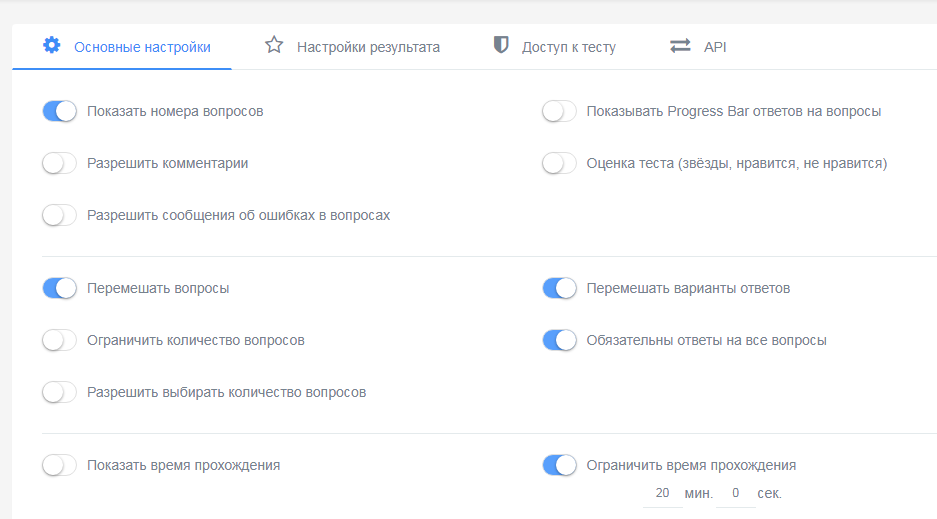 Основные настройки Настройки результата Доступ к тесту API
Показать номера вопросов Показывать Progress Bar ответов на вопросы
Разрешить комментарии Оценка теста (звёзды, нравится, не нравится)
Разрешить сообщения об ошибках в вопросах
Перемешать вопросы Перемешать варианты ответов
Ограничить количество вопросов Обязательны ответы на все вопросы
Разрешить выбирать количество вопросов
Показать время прохождения Ограничить время прохождения
20 мин. 0 сек.